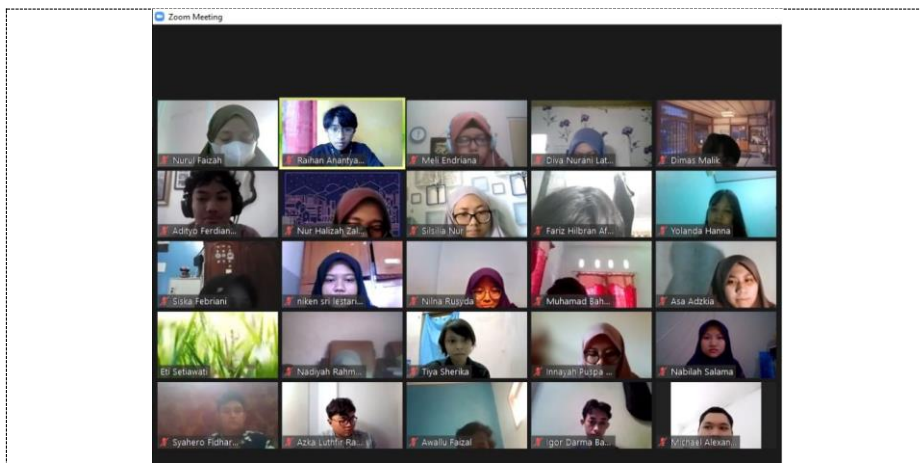 Zoom Meeting
Nurul Faizah
Raihan Anantya...
Meli Endriana
Diva Nurani Lat...
Dimas Malik
Adityo Ferdian...
Nur Halizah Zal...
Silsilia Nur
Fariz Hilbran Af...
Yolanda Hanna
Siska Febriani
niken sri lestari...
Nilna Rusyda
Muhamad Bah...
Asa Adzkia
Eti Setiawati
Nadiyah Rahm...
Tiya Sherika
Innayah Puspa ...
Nabilah Salama
Syahero Fidhar...
Azka Luthfir Ra...
Awallu Faizal
Igor Darma Ba...
Michael Alexan...